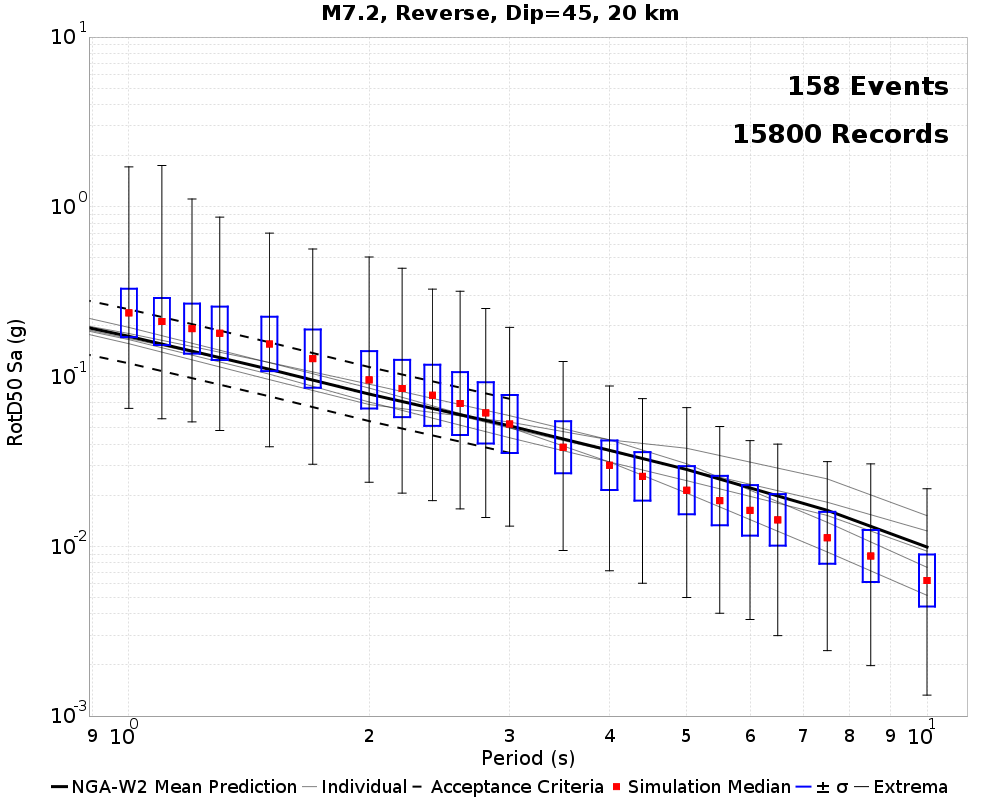 M7.2, Reverse, Dip=45, 20 km
158 Events
15800 Records
RotD50 Sa (g)
10^1
10^0
10^-1
10^-2
10^-3
9 10^0 2 3 4 5 6 7 8 9 10^1
Period (s)
NGA-W2 Mean Prediction Individual Acceptance Criteria Simulation Median ± σ Extrema